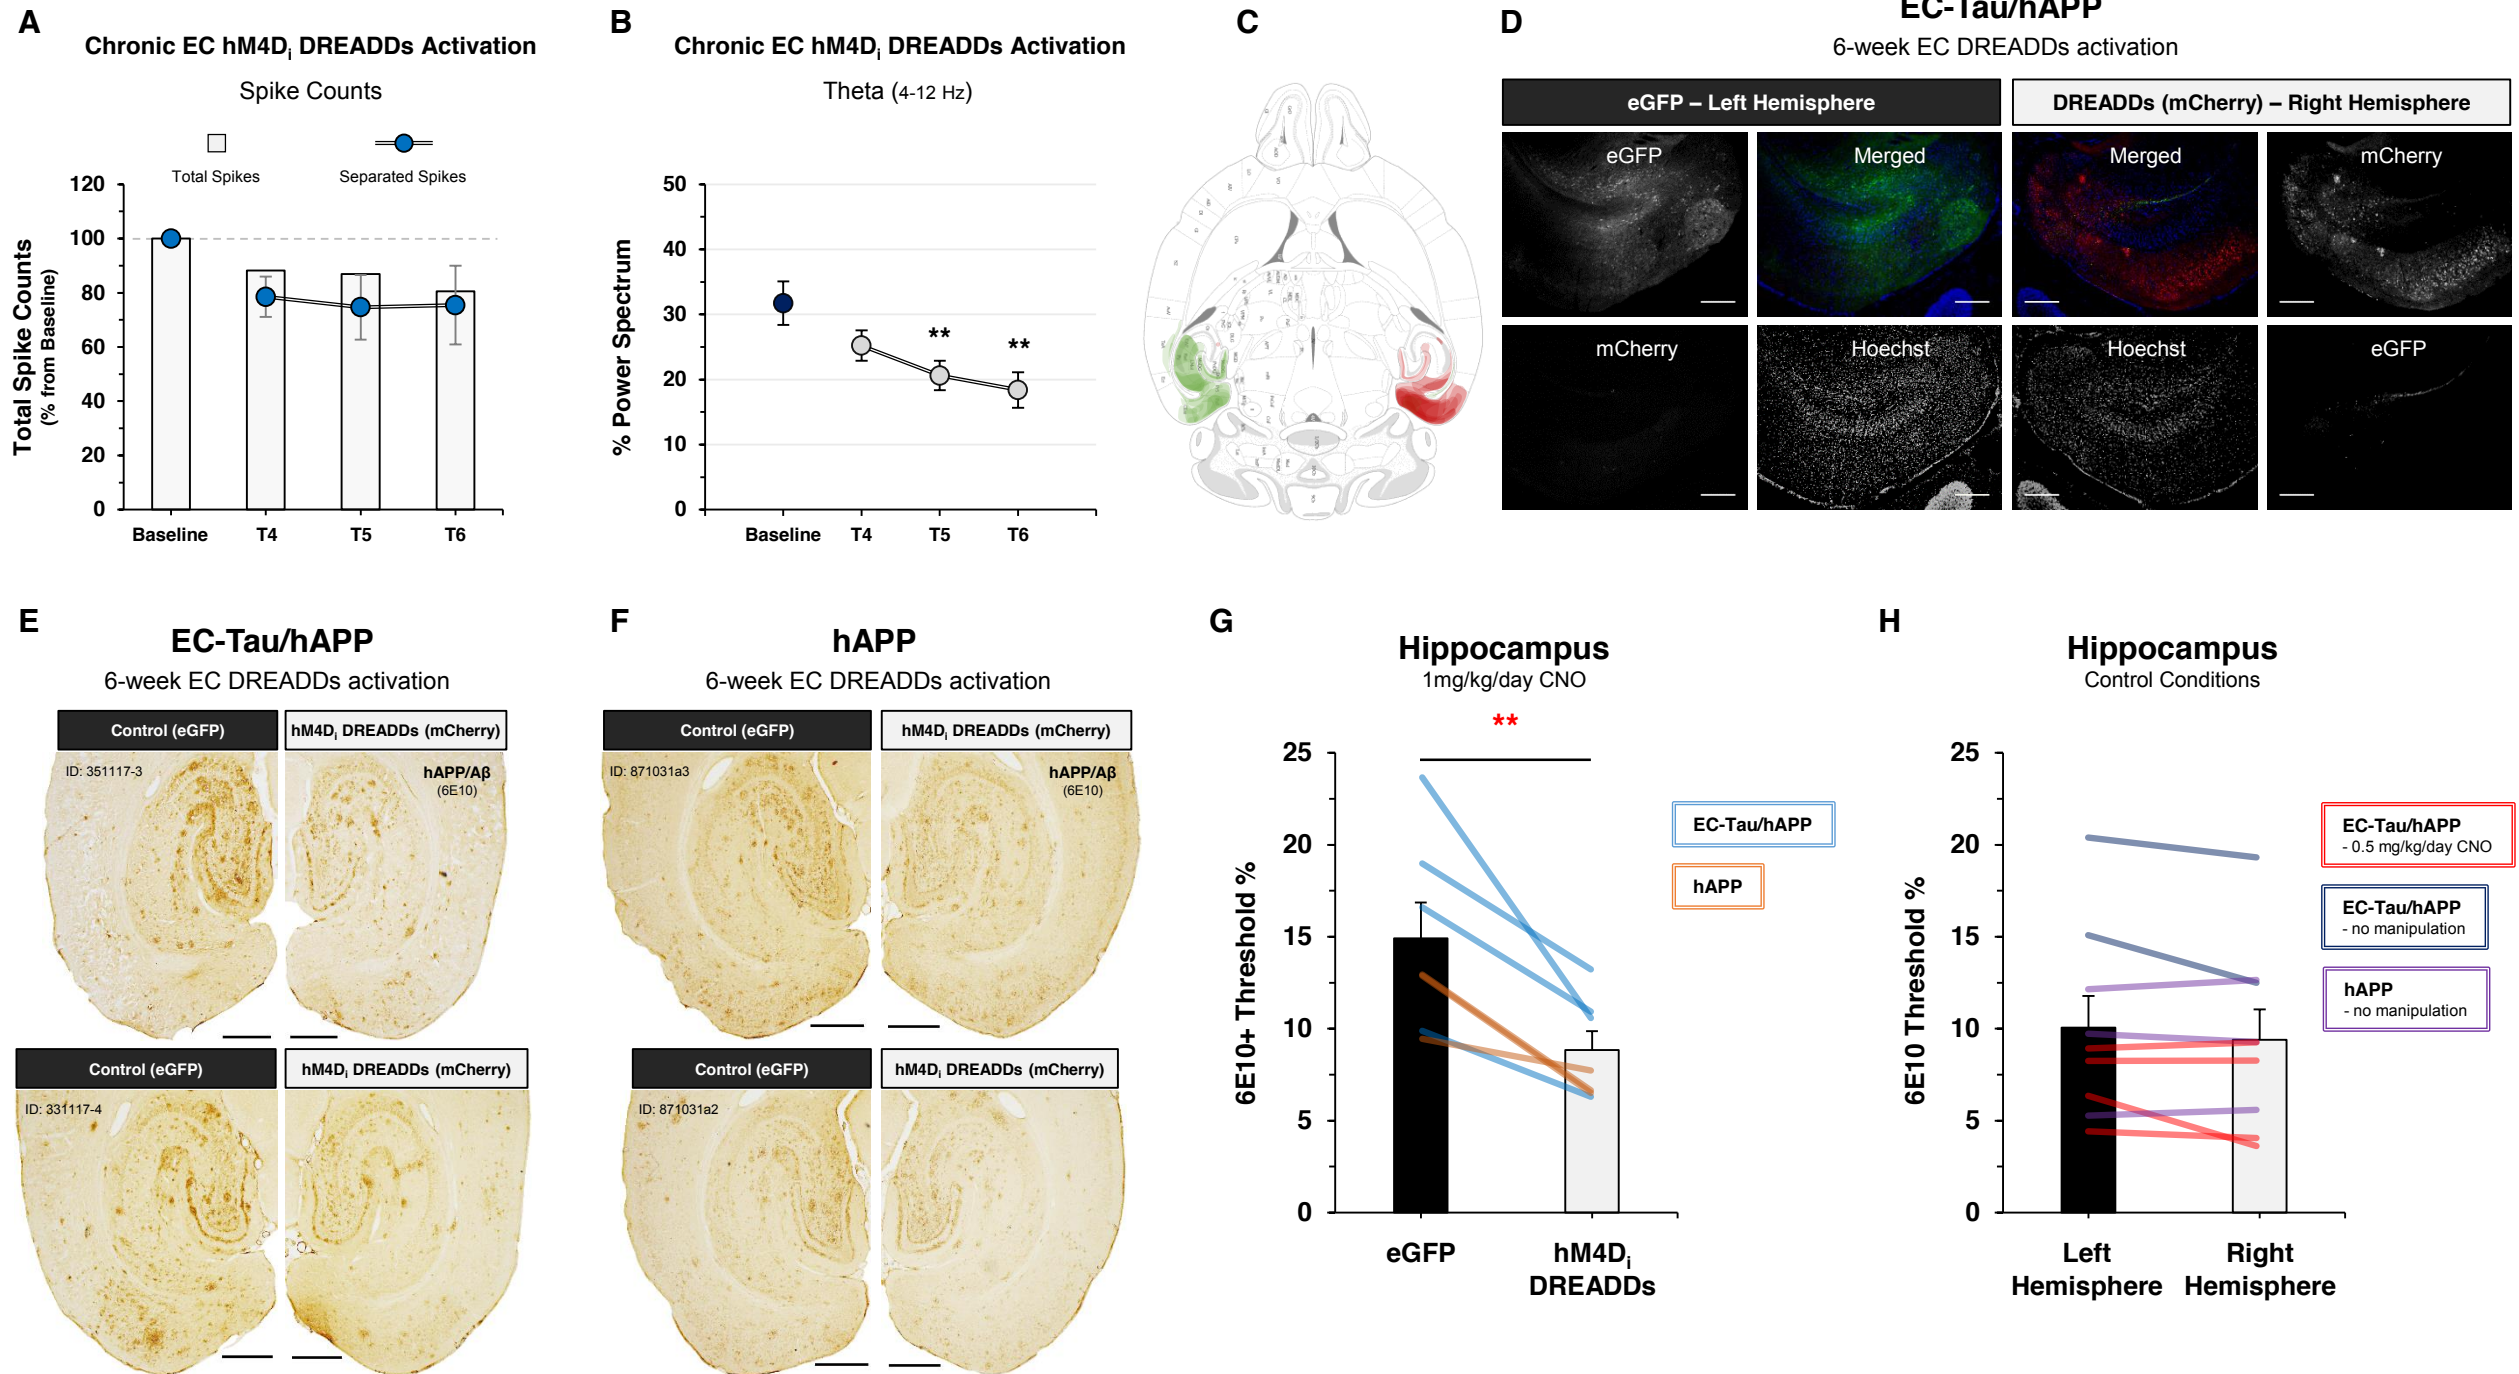 A
Chronic EC hM4Di DREADDs Activation
Spike Counts
Total Spikes
Separated Spikes
Total Spike Counts
(% from Baseline)
120
100
80
60
40
20
0
Baseline T4 T5 T6
B
Chronic EC hM4Di DREADDs Activation
Theta (4-12 Hz)
% Power Spectrum
50
40
30
20
10
0
** **
Baseline T4 T5 T6
C
D
EC-Tau/hAPP
6-week EC DREADDs activation
eGFP – Left Hemisphere
DREADDs (mCherry) – Right Hemisphere
eGFP Merged Merged mCherry
mCherry Hoechst Hoechst eGFP
E
EC-Tau/hAPP
6-week EC DREADDs activation
Control (eGFP)
hM4Di DREADDs (mCherry)
ID: 351117-3
hAPP/Aβ
(6E10)
Control (eGFP)
hM4Di DREADDs (mCherry)
ID: 331117-4
F
hAPP
6-week EC DREADDs activation
Control (eGFP)
hM4Di DREADDs (mCherry)
ID: 871031a3
hAPP/Aβ
(6E10)
Control (eGFP)
hM4Di DREADDs (mCherry)
ID: 871031a2
G
Hippocampus
1mg/kg/day CNO
**
6E10+ Threshold %
25
20
15
10
5
0
eGFP
hM4Di
DREADDs
EC-Tau/hAPP
hAPP
H
Hippocampus
Control Conditions
6E10 Threshold %
25
20
15
10
5
0
Left
Hemisphere
Right
Hemisphere
EC-Tau/hAPP
- 0.5 mg/kg/day CNO
EC-Tau/hAPP
- no manipulation
hAPP
- no manipulation